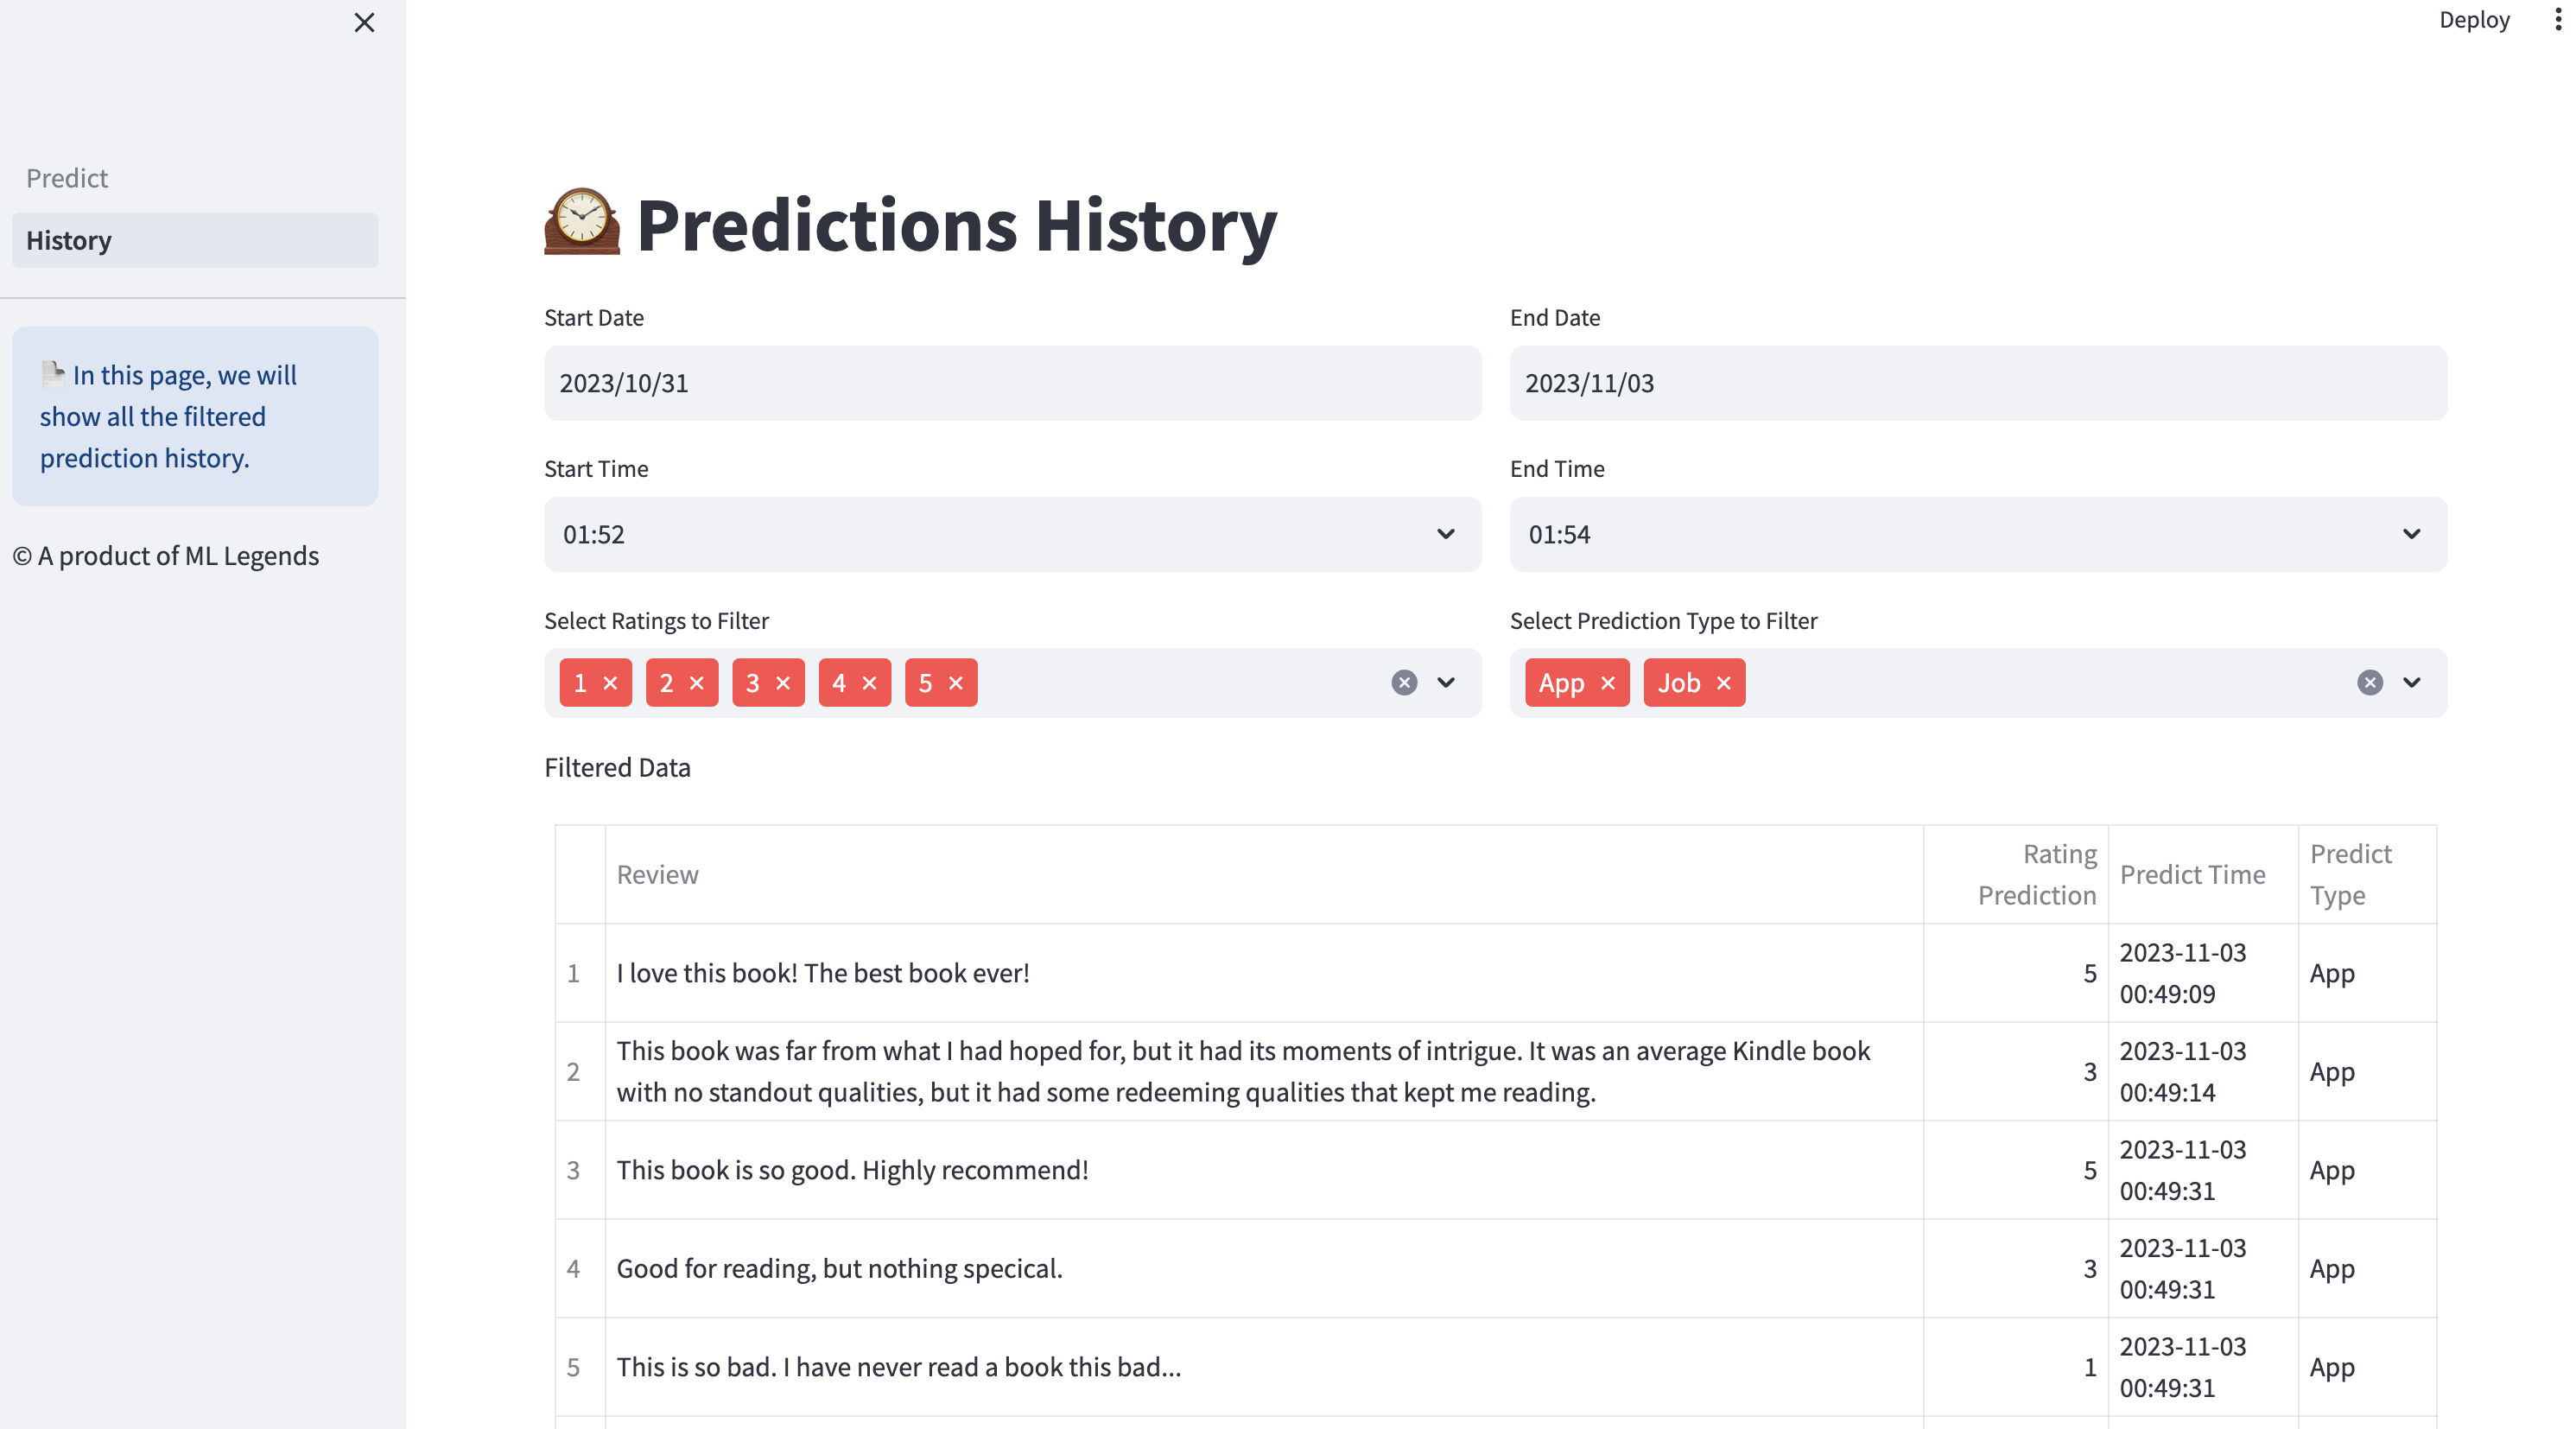 Deploy
Predict
History
In this page, we will
show all the filtered
prediction history.
© A product of ML Legends
Predictions History
Start Date
End Date
2023/10/31
2023/11/03
Start Time
End Time
01:52
01:54
Select Ratings to Filter
Select Prediction Type to Filter
1 2 3 4 5
App Job
Filtered Data
Review
Rating
Prediction
Predict Time
Predict
Type
1
I love this book! The best book ever!
5
2023-11-03
00:49:09
App
2
This book was far from what I had hoped for, but it had its moments of intrigue. It was an average Kindle book
with no standout qualities, but it had some redeeming qualities that kept me reading.
3
2023-11-03
00:49:14
App
3
This book is so good. Highly recommend!
5
2023-11-03
00:49:31
App
4
Good for reading, but nothing specical.
3
2023-11-03
00:49:31
App
5
This is so bad. I have never read a book this bad...
1
2023-11-03
00:49:31
App